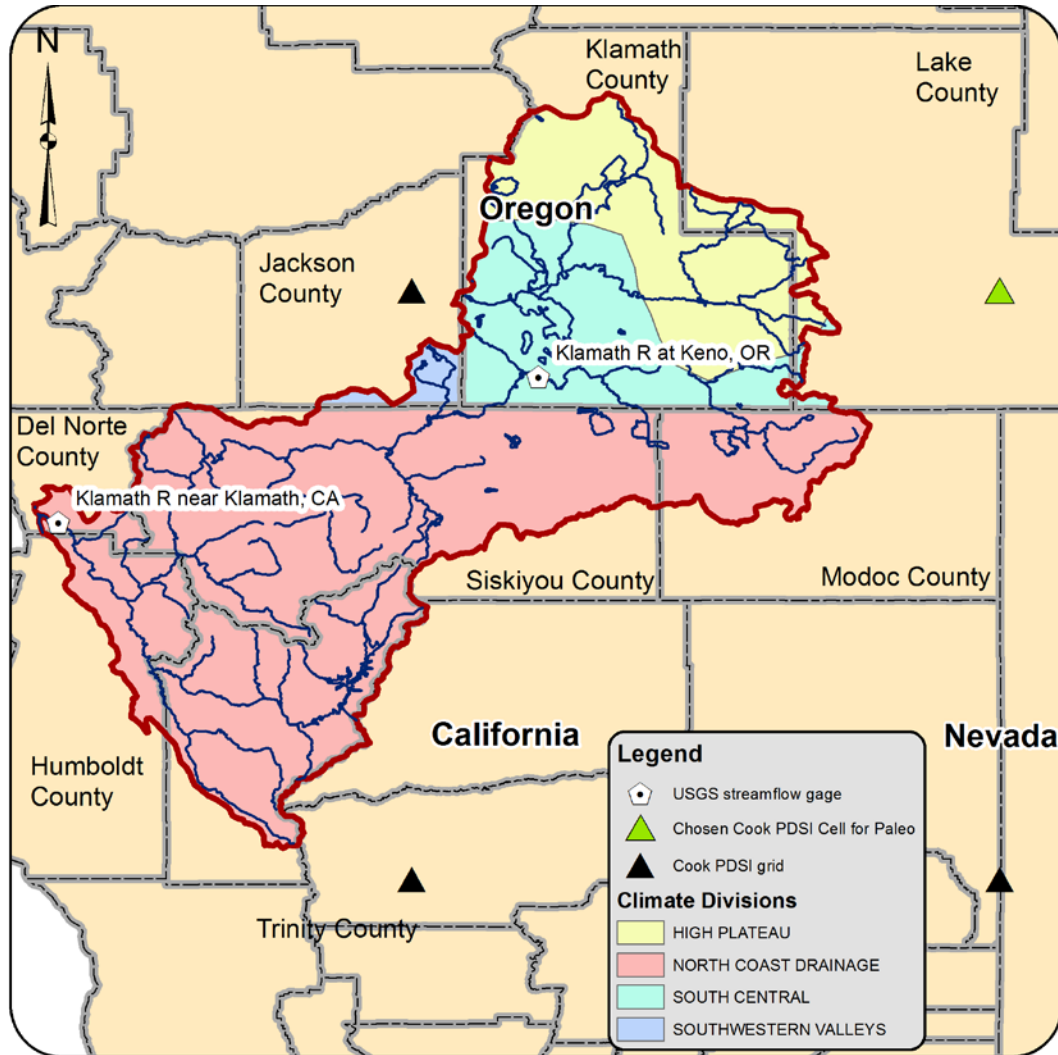 N
Klamath
County
Lake
County
Oregon
Jackson
County
Klamath R at Keno, OR
Del Norte
County
Klamath R near Klamath, CA
Siskiyou County
Modoc County
California
Nevada
Humboldt
County
Trinity County
Legend
USGS streamflow gage
Chosen Cook PDSI Cell for Paleo
Cook PDSI grid
Climate Divisions
HIGH PLATEAU
NORTH COAST DRAINAGE
SOUTH CENTRAL
SOUTHWESTERN VALLEYS